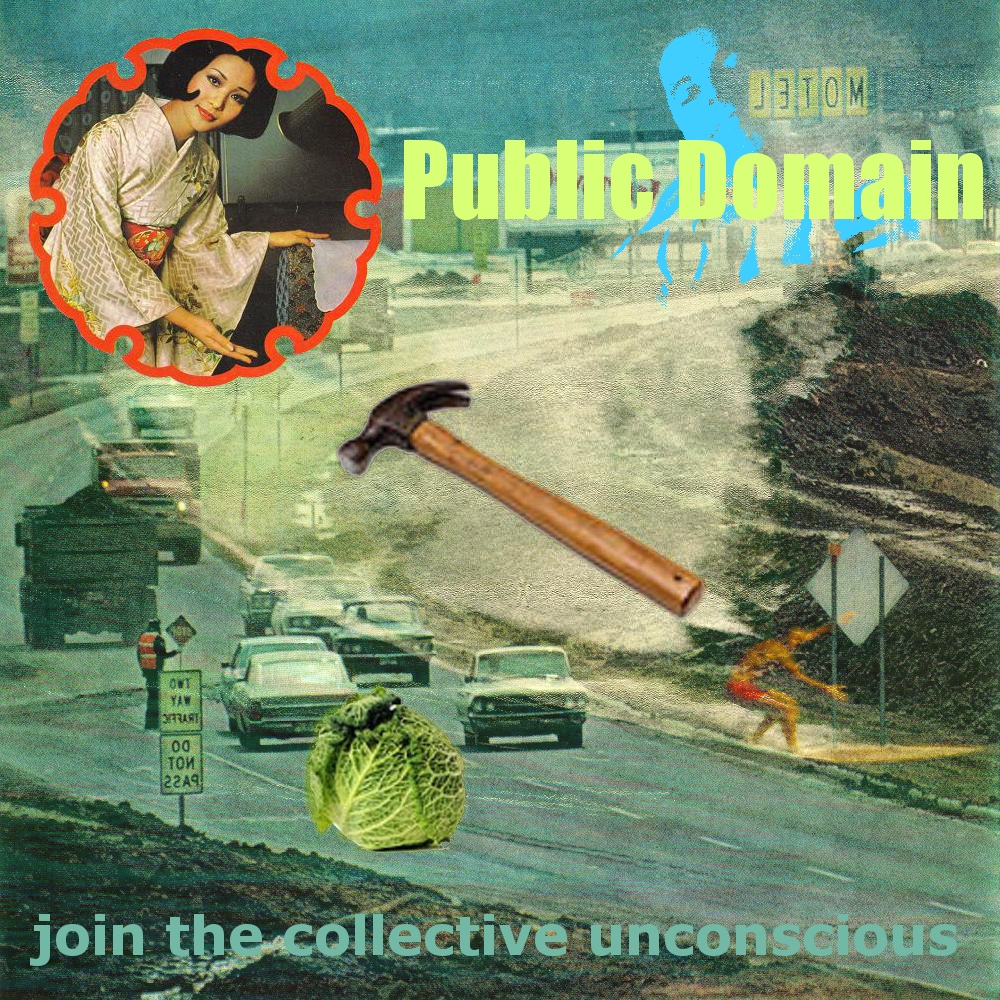 MOTEL
Public Domain
TWO
WAY
TRAFFIC
DO
NOT
PASS
join the collective unconscious